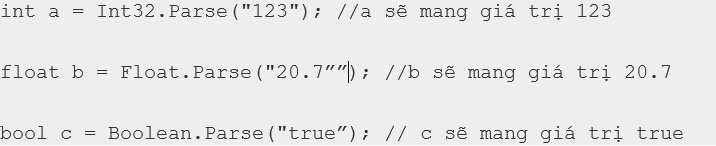 int a = Int32.Parse("123"); //a sẽ mang giá trị 123
float b = Float.Parse("20.7””); //b sẽ mang giá trị 20.7
bool c = Boolean.Parse("true”); // c sẽ mang giá trị true